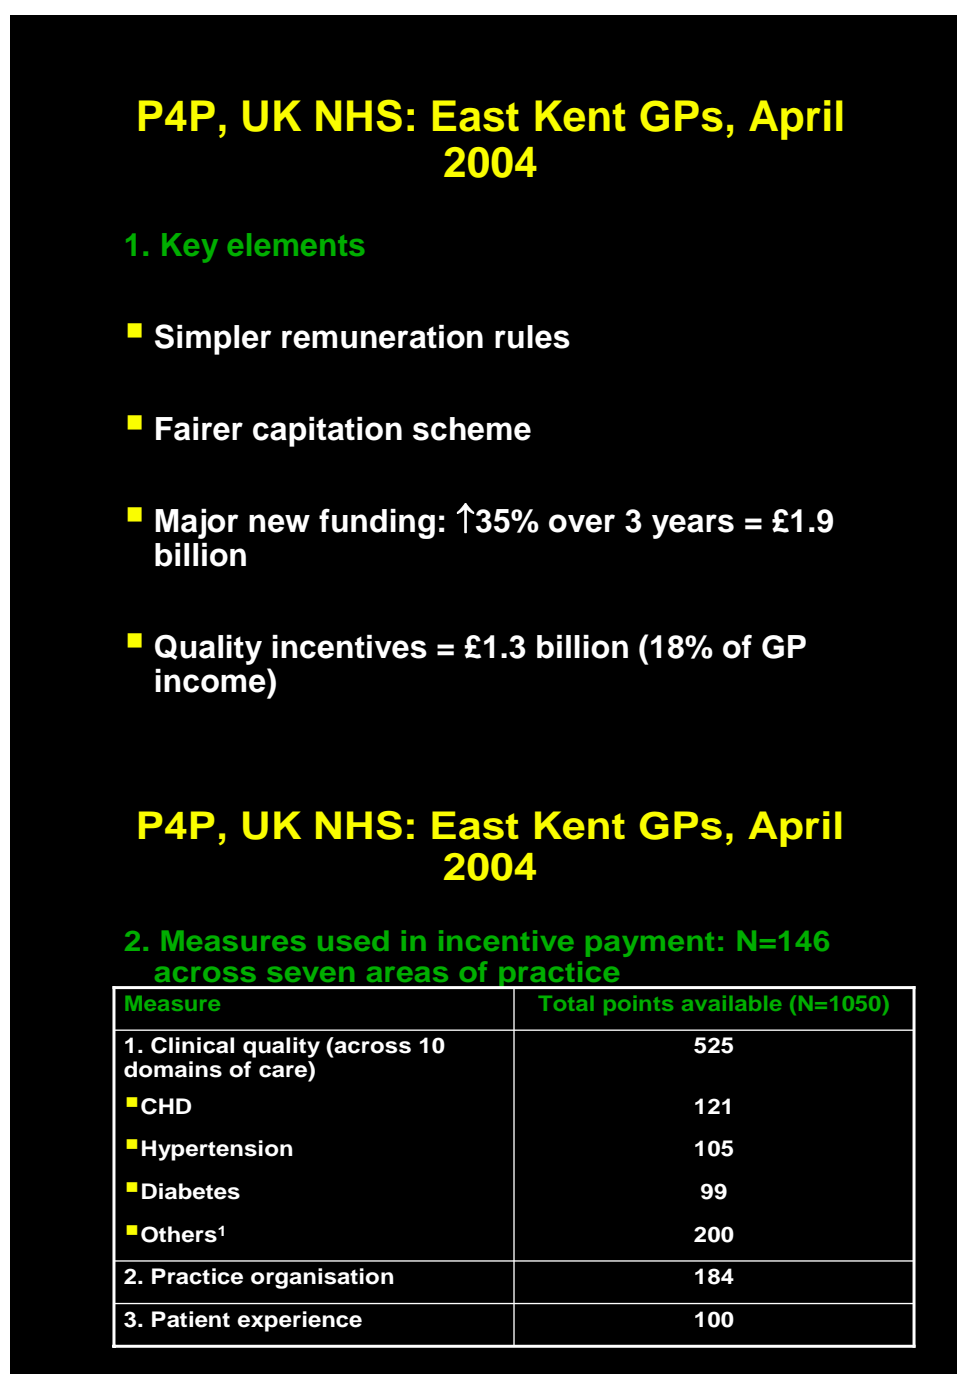 P4P, UK NHS: East Kent GPs, April
2004
1. Key elements
▪ Simpler remuneration rules
▪ Fairer capitation scheme
▪ Major new funding: ↑35% over 3 years = £1.9
billion
▪ Quality incentives = £1.3 billion (18% of GP
income)
P4P, UK NHS: East Kent GPs, April
2004
2. Measures used in incentive payment: N=146
across seven areas of practice
Measure Total points available (N=1050)
1. Clinical quality (across 10 525
domains of care)
▪CHD 121
▪Hypertension 105
▪Diabetes 99
▪Others¹ 200
2. Practice organisation 184
3. Patient experience 100